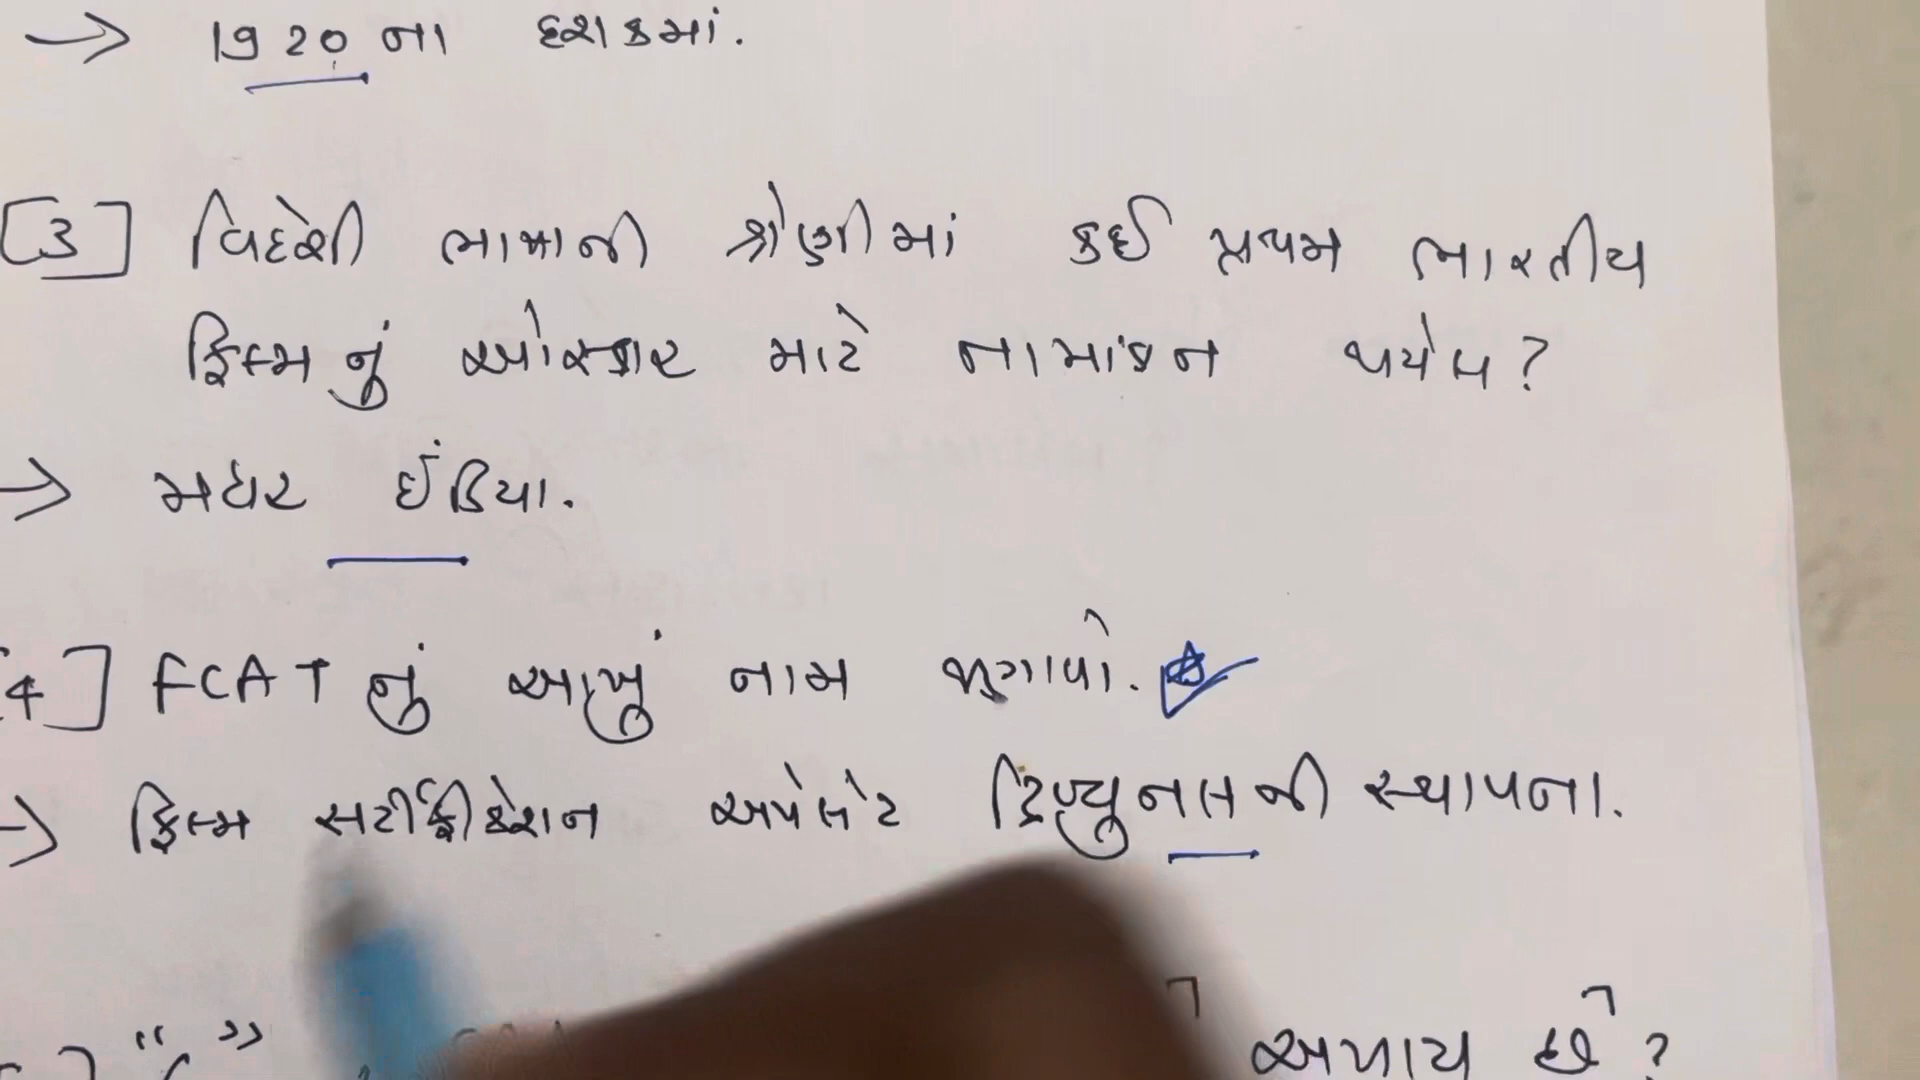 → 1920 ના દશકમાં.
[3] વિદેશી ભાષાની શ્રેણીમાં કઈ પ્રથમ ભારતીય
ફિલ્મનું ઓસ્કાર માટે નામાંકન થયેલ?
→ મધર ઈંડિયા.
[4] FCAT નું આખું નામ જણાવો.
→ ફિલ્મ સર્ટીફીકેશન અપેલેટ ટ્રિબ્યુનલની સ્થાપના.
અપાય છે?